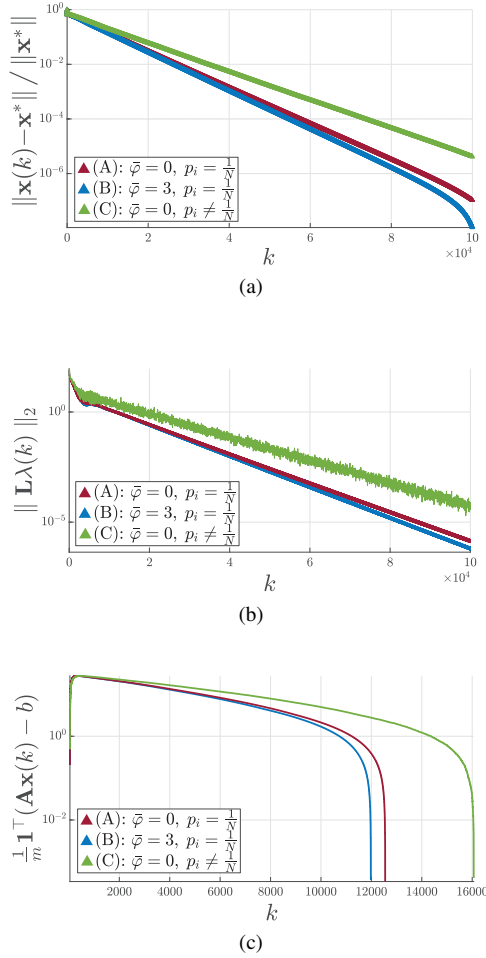 ‖x(k)−x*‖ / ‖x*‖
10^0
10^−2
10^−4
10^−6
(A): φ̄ = 0, p_i = 1/N
(B): φ̄ = 3, p_i = 1/N
(C): φ̄ = 0, p_i ≠ 1/N
0 2 4 6 8 10
×10^4
k
(a)
‖ Lλ(k) ‖_2
10^0
10^−5
(A): φ̄ = 0, p_i = 1/N
(B): φ̄ = 3, p_i = 1/N
(C): φ̄ = 0, p_i ≠ 1/N
0 2 4 6 8 10
×10^4
k
(b)
1/m 1^⊤(Ax(k) − b)
10^0
10^−2
(A): φ̄ = 0, p_i = 1/N
(B): φ̄ = 3, p_i = 1/N
(C): φ̄ = 0, p_i ≠ 1/N
2000 4000 6000 8000 10000 12000 14000 16000
k
(c)